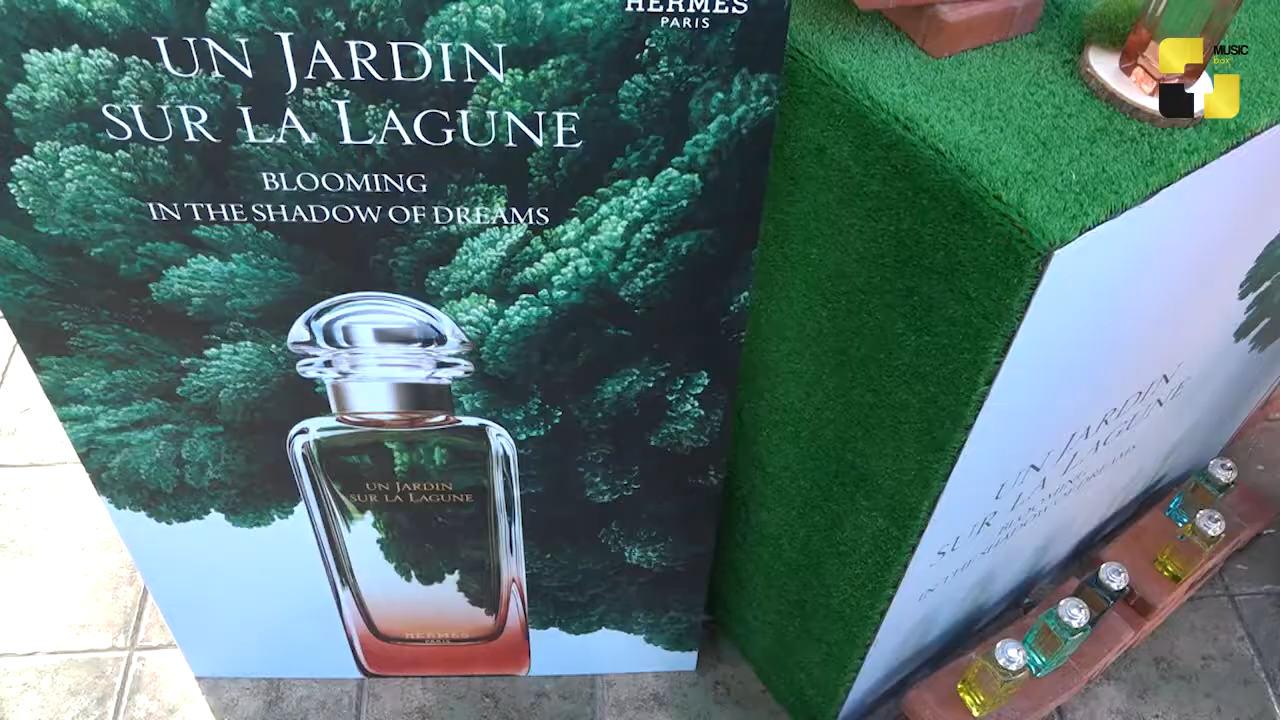 HERMÈS
PARIS
UN JARDIN
SUR LA LAGUNE
BLOOMING
IN THE SHADOW OF DREAMS
UN JARDIN
SUR LA LAGUNE
HERMÈS
PARIS
MUSIC
box
UN JARDIN
SUR LA LAGUNE
BLOOMING
IN THE SHADOW OF DREAMS